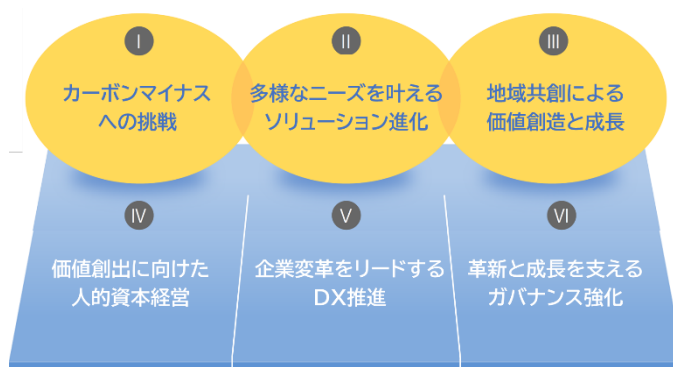 I
カーボンマイナス
への挑戦
II
多様なニーズを叶える
ソリューション進化
III
地域共創による
価値創造と成長
IV
価値創出に向けた
人的資本経営
V
企業変革をリードする
DX推進
VI
革新と成長を支える
ガバナンス強化